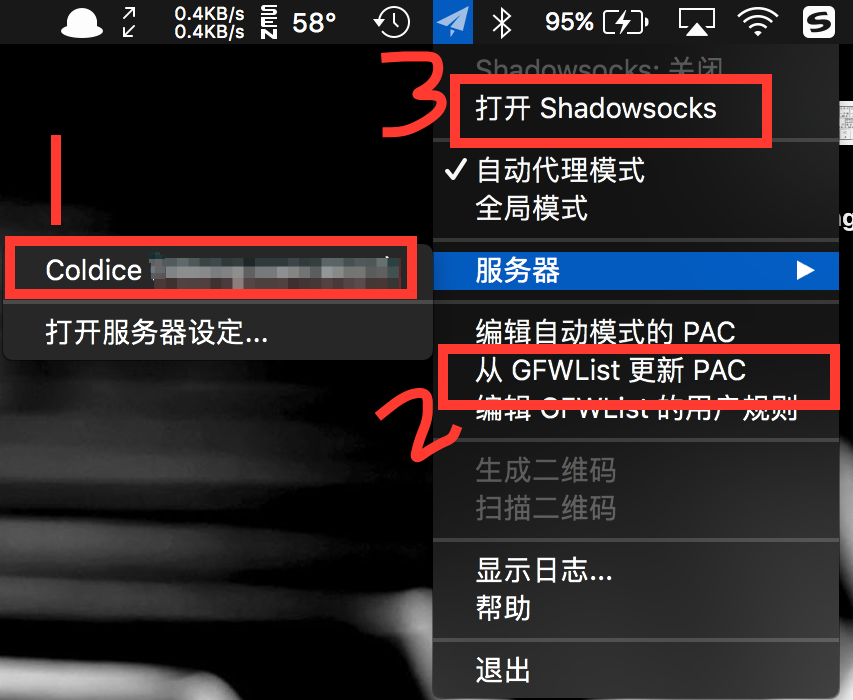 0.4KB/s
0.4KB/s
SEN
58°
95%
S
3
Shadowsocks: 关闭
打开 Shadowsocks
自动代理模式
全局模式
1
Coldice
服务器
打开服务器设定...
编辑自动模式的 PAC
从 GFWList 更新 PAC
2
编辑 GFWList 的用户规则
生成二维码
扫描二维码
显示日志...
帮助
退出